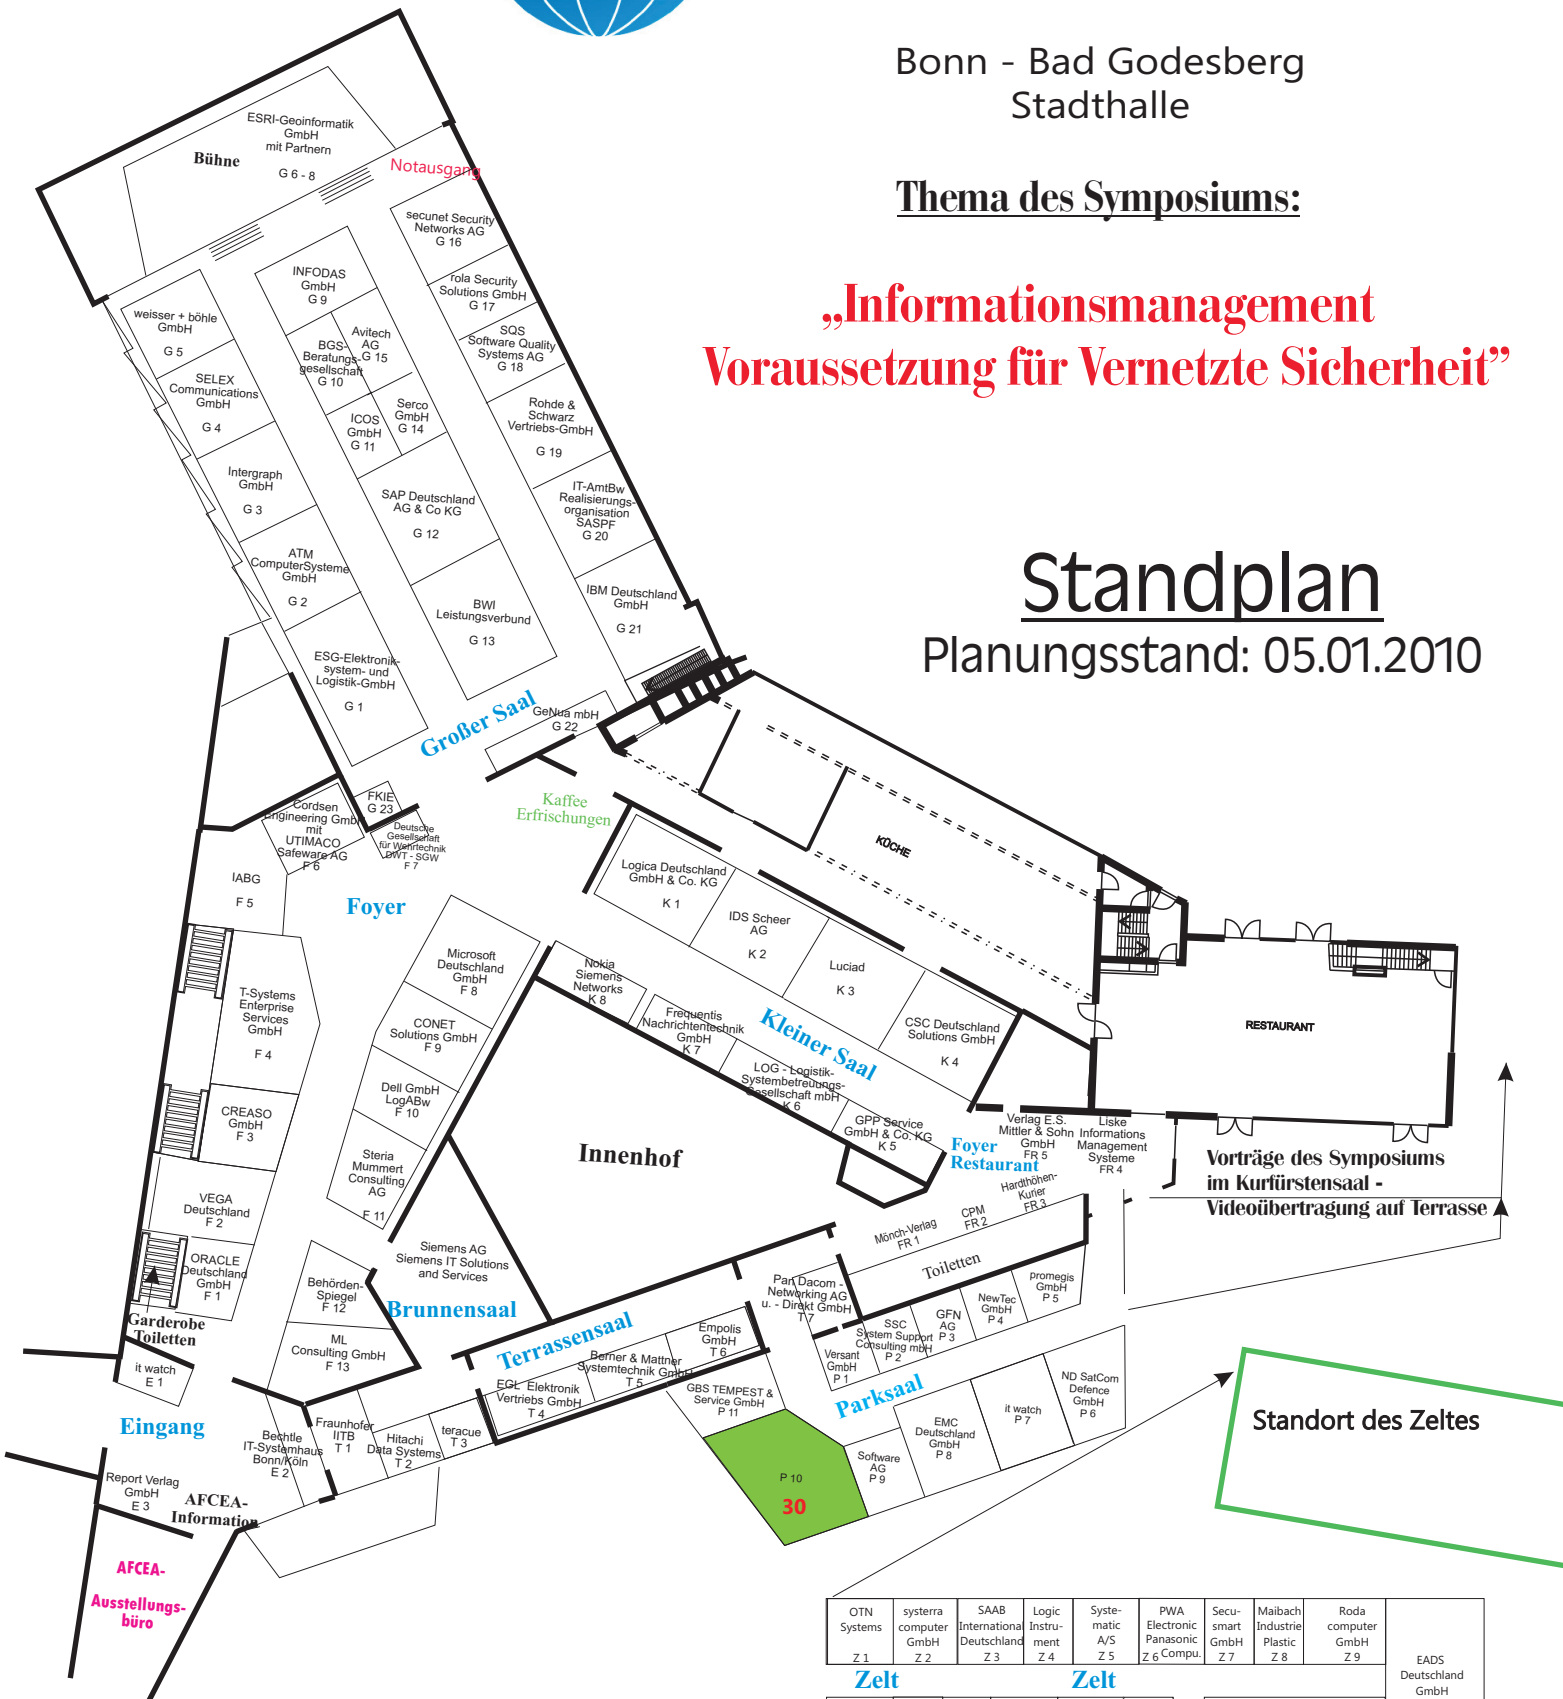 Bonn - Bad Godesberg
Stadthalle
Thema des Symposiums:
„Informationsmanagement
Voraussetzung für Vernetzte Sicherheit”
Standplan
Planungsstand: 05.01.2010
ESRI-Geoinformatik
GmbH
mit Partnern
G 6 - 8
Bühne
Notausgang
secunet Security
Networks AG
G 16
rola Security
Solutions GmbH
G 17
SQS
Software Quality
Systems AG
G 18
Rohde &
Schwarz
Vertriebs-GmbH
G 19
IT-AmtBw
Realisierungs-
organisation
SASPF
G 20
IBM Deutschland
GmbH
G 21
INFODAS
GmbH
G 9
Avitech
AG
G 15
BGS-
Beratungs-
gesellschaft
G 10
Serco
GmbH
G 14
ICOS
GmbH
G 11
SAP Deutschland
AG & Co KG
G 12
BWI
Leistungsverbund
G 13
weisser + böhle
GmbH
G 5
SELEX
Communications
GmbH
G 4
Intergraph
GmbH
G 3
ATM
ComputerSysteme
GmbH
G 2
ESG-Elektronik-
system- und
Logistik-GmbH
G 1
Großer Saal
GeNua mbH
G 22
FKIE
G 23
Kaffee
Erfrischungen
Cordsen
Engineering GmbH
mit
UTIMACO
Safeware AG
F 6
Deutsche
Gesellschaft
für Wehrtechnik
DWT - SGW
F 7
IABG
F 5
Foyer
T-Systems
Enterprise
Services
GmbH
F 4
CREASO
GmbH
F 3
VEGA
Deutschland
F 2
ORACLE
Deutschland
GmbH
F 1
Microsoft
Deutschland
GmbH
F 8
CONET
Solutions GmbH
F 9
Dell GmbH
LogABw
F 10
Steria
Mummert
Consulting
AG
F 11
Behörden-
Spiegel
F 12
ML
Consulting GmbH
F 13
Siemens AG
Siemens IT Solutions
and Services
Brunnensaal
Innenhof
Logica Deutschland
GmbH & Co. KG
K 1
IDS Scheer
AG
K 2
Luciad
K 3
CSC Deutschland
Solutions GmbH
K 4
Kleiner Saal
Nokia
Siemens
Networks
K 8
Frequentis
Nachrichtentechnik
GmbH
K 7
LOG - Logistik-
Systembetreuungs-
Gesellschaft mbH
K 6
GPP Service
GmbH & Co. KG
K 5
KÜCHE
RESTAURANT
Foyer
Restaurant
Verlag E.S.
Mittler & Sohn
GmbH
FR 5
Liske
Informations
Management
Systeme
FR 4
Hardthöhen-
Kurier
FR 3
CPM
FR 2
Mönch-Verlag
FR 1
Toiletten
Vorträge des Symposiums
im Kurfürstensaal -
Videoübertragung auf Terrasse
Garderobe
Toiletten
it watch
E 1
Eingang
Bechtle
IT-Systemhaus
Bonn/Köln
E 2
Report Verlag
GmbH
E 3
AFCEA-
Information
AFCEA-
Ausstellungs-
büro
Fraunhofer
IITB
T 1
Hitachi
Data Systems
T 2
teracue
T 3
EGL Elektronik
Vertriebs GmbH
T 4
Berner & Mattner
Systemtechnik GmbH
T 5
Empolis
GmbH
T 6
Terrassensaal
Pan Dacom -
Networking AG
u. - Direkt GmbH
T 7
Versant
GmbH
P 1
SSC
System Support
Consulting mbH
P 2
GFN
AG
P 3
NewTec
GmbH
P 4
promegis
GmbH
P 5
Parksaal
GBS TEMPEST &
Service GmbH
P 11
P 10
30
Software
AG
P 9
EMC
Deutschland
GmbH
P 8
it watch
P 7
ND SatCom
Defence
GmbH
P 6
Standort des Zeltes
OTN
Systems
Z 1
systerra
computer
GmbH
Z 2
SAAB
International
Deutschland
Z 3
Logic
Instru-
ment
Z 4
Syste-
matic
A/S
Z 5
PWA
Electronic
Panasonic
Z 6 Compu.
Secu-
smart
GmbH
Z 7
Maibach
Industrie
Plastic
Z 8
Roda
computer
GmbH
Z 9
EADS
Deutschland
GmbH
Zelt
Zelt